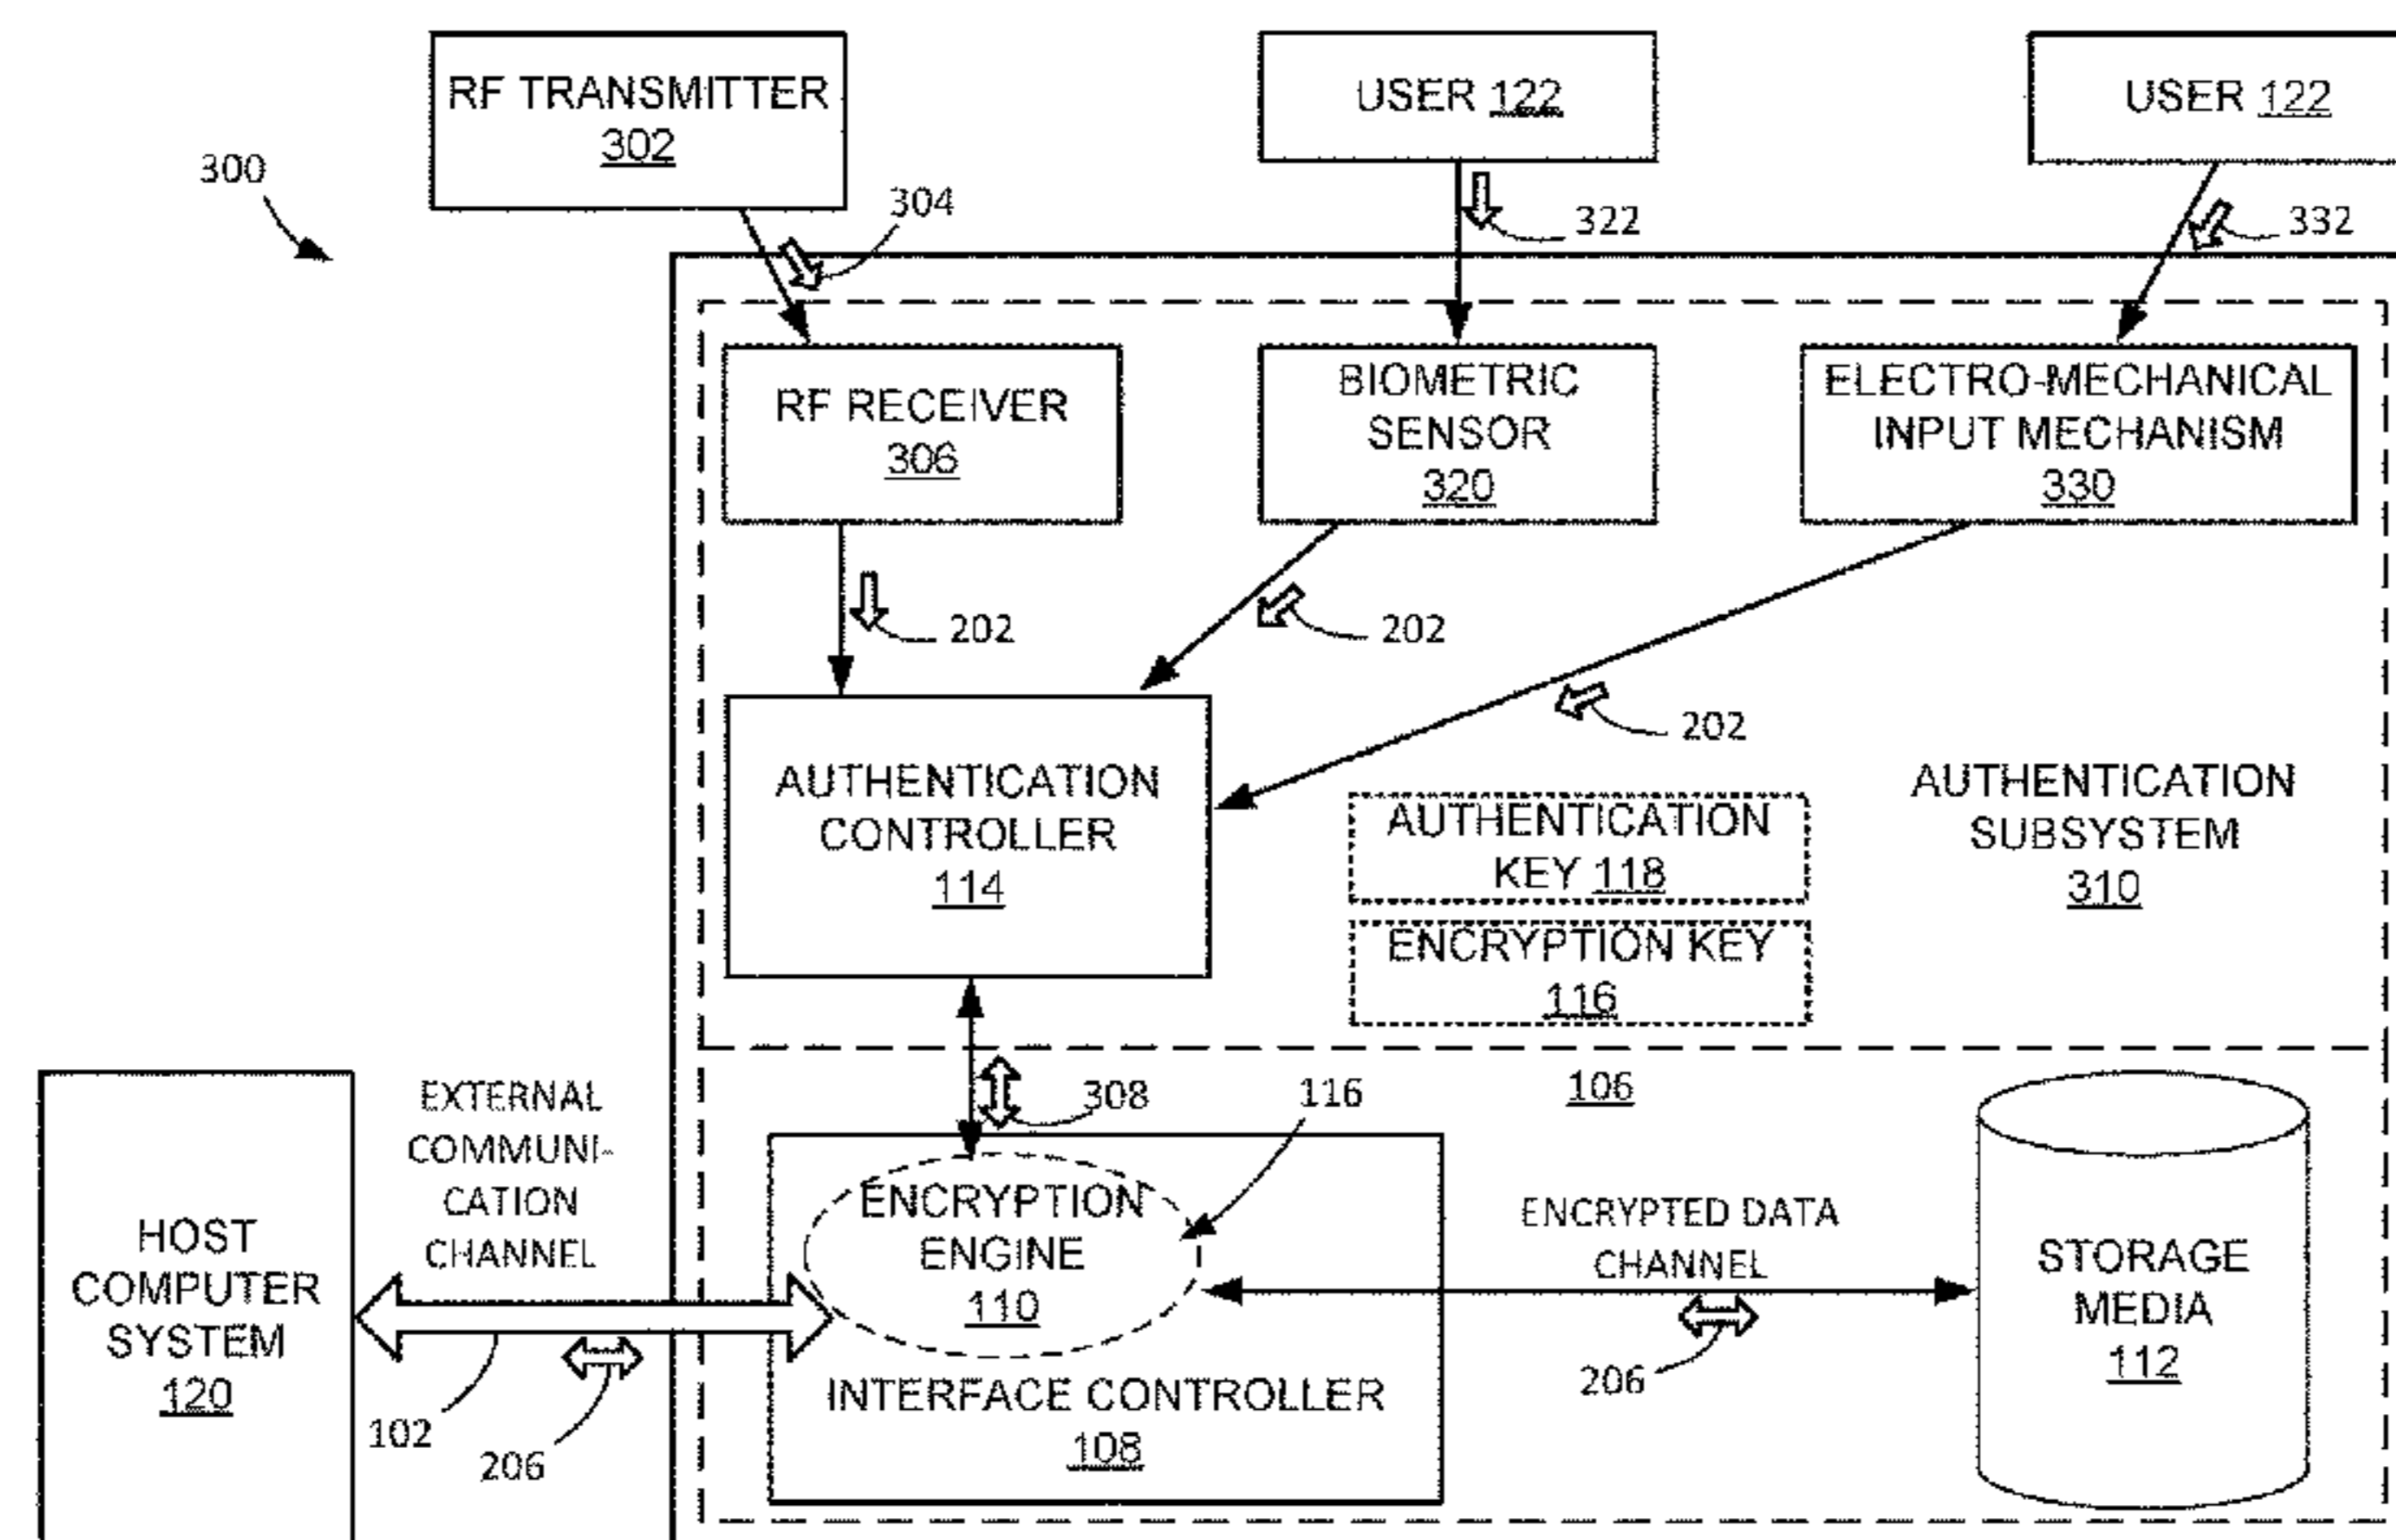 RF TRANSMITTER
302
USER 122
USER 122
300
304
322
332
RF RECEIVER
306
BIOMETRIC
SENSOR
320
ELECTRO-MECHANICAL
INPUT MECHANISM
330
202
202
202
AUTHENTICATION
CONTROLLER
114
AUTHENTICATION
KEY 118
ENCRYPTION KEY
116
AUTHENTICATION
SUBSYSTEM
310
HOST
COMPUTER
SYSTEM
120
EXTERNAL
COMMUNI-
CATION
CHANNEL
102
206
308
116
106
ENCRYPTION
ENGINE
110
INTERFACE CONTROLLER
108
ENCRYPTED DATA
CHANNEL
206
STORAGE
MEDIA
112